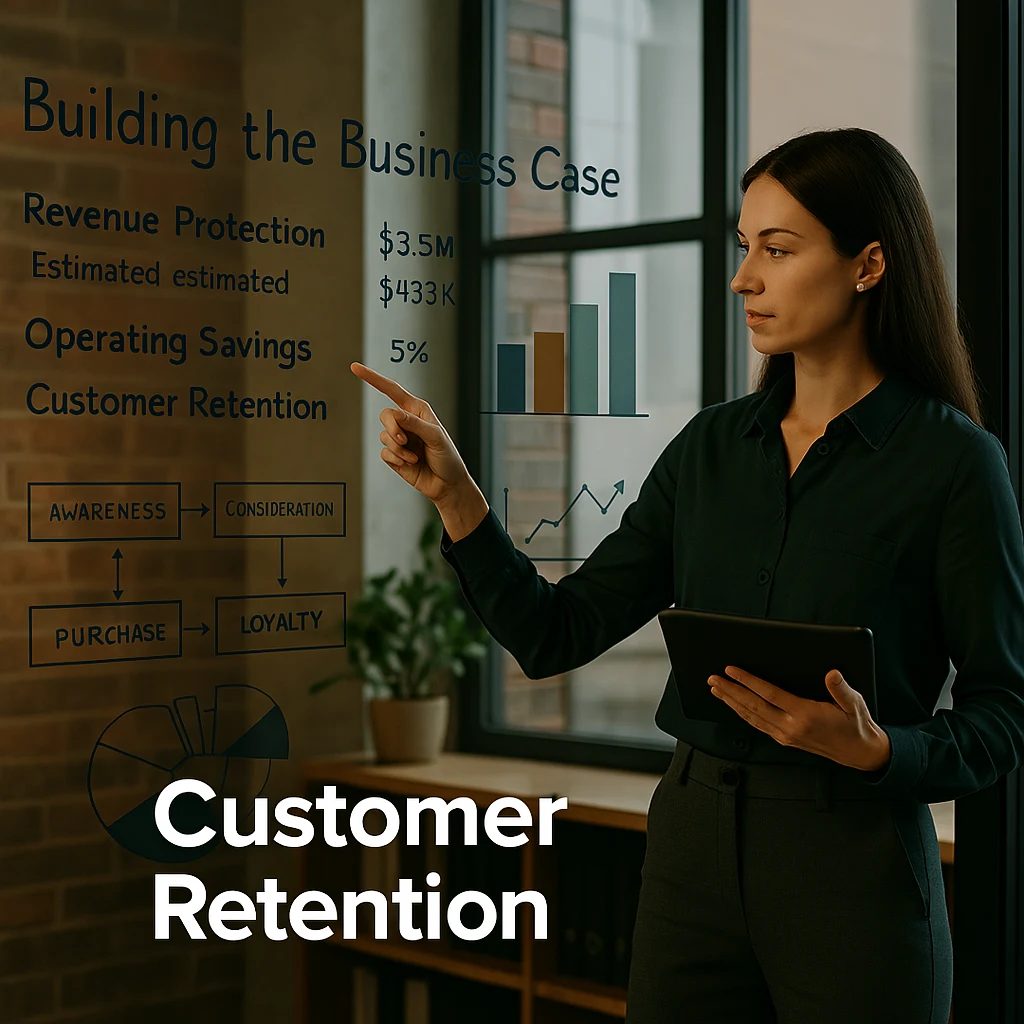 Building the Business Case
Revenue Protection $3.5M
Estimated estimated $433K
Operating Savings 5%
Customer Retention
AWARENESS
CONSIDERATION
PURCHASE
LOYALTY
Customer
Retention